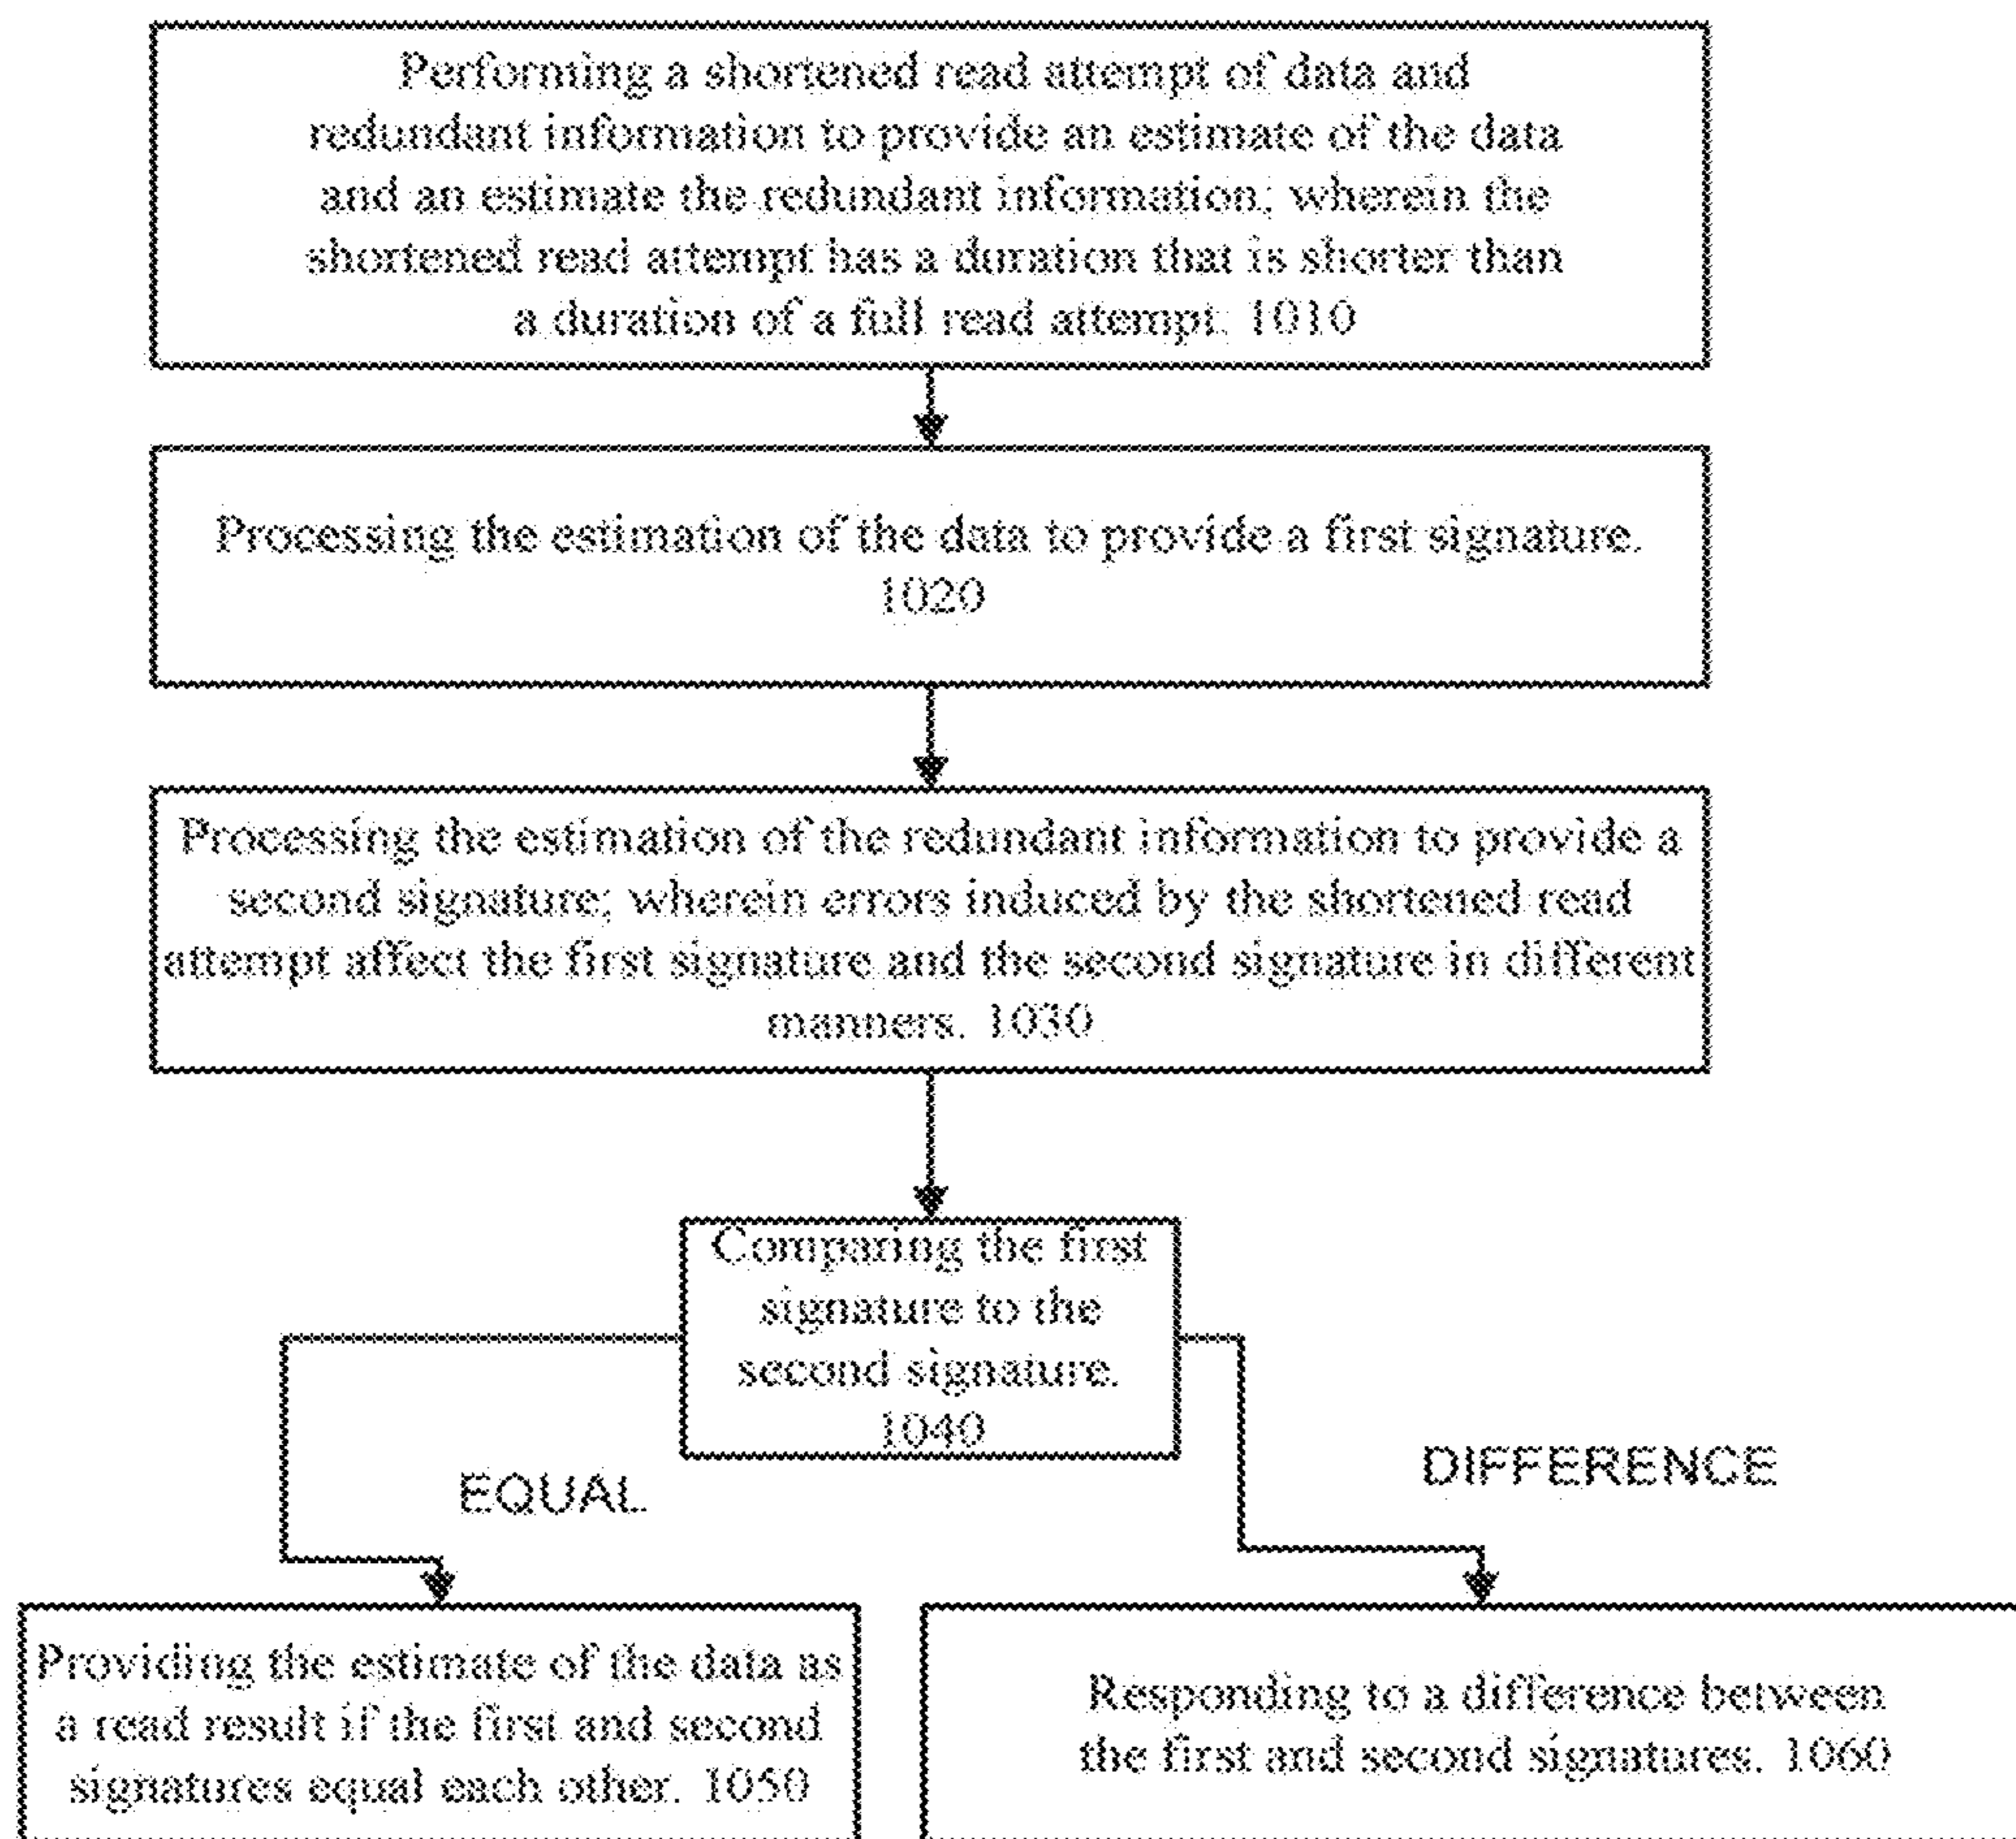 Performing a shortened read attempt of data and
redundant information to provide an estimate of the data
and an estimate the redundant information; wherein the
shortened read attempt has a duration that is shorter than
a duration of a full read attempt. 1010
Processing the estimation of the data to provide a first signature.
1020
Processing the estimation of the redundant information to provide a
second signature; wherein errors induced by the shortened read
attempt affect the first signature and the second signature in different
manners. 1030
Comparing the first
signature to the
second signature.
1040
EQUAL
DIFFERENCE
Providing the estimate of the data as
a read result if the first and second
signatures equal each other. 1050
Responding to a difference between
the first and second signatures. 1060